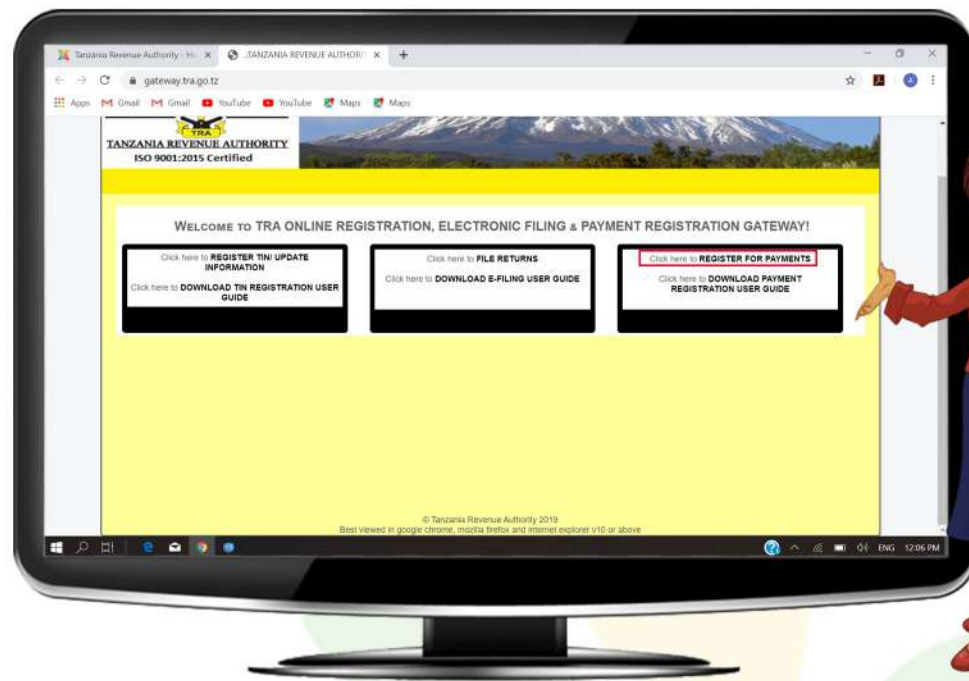 Tanzania Revenue Authority - H
.:TANZANIA REVENUE AUTHORI
gateway.tra.go.tz
Apps Gmail Gmail YouTube YouTube Maps Maps
TRA
TANZANIA REVENUE AUTHORITY
ISO 9001:2015 Certified
WELCOME TO TRA ONLINE REGISTRATION, ELECTRONIC FILING & PAYMENT REGISTRATION GATEWAY!
Click here to REGISTER TIN/ UPDATE
INFORMATION
Click here to DOWNLOAD TIN REGISTRATION USER
GUIDE
Click here to FILE RETURNS
Click here to DOWNLOAD E-FILING USER GUIDE
Click here to REGISTER FOR PAYMENTS
Click here to DOWNLOAD PAYMENT
REGISTRATION USER GUIDE
© Tanzania Revenue Authority 2019
Best viewed in google chrome, mozilla firefox and internet explorer v10 or above
ENG 12:06 PM